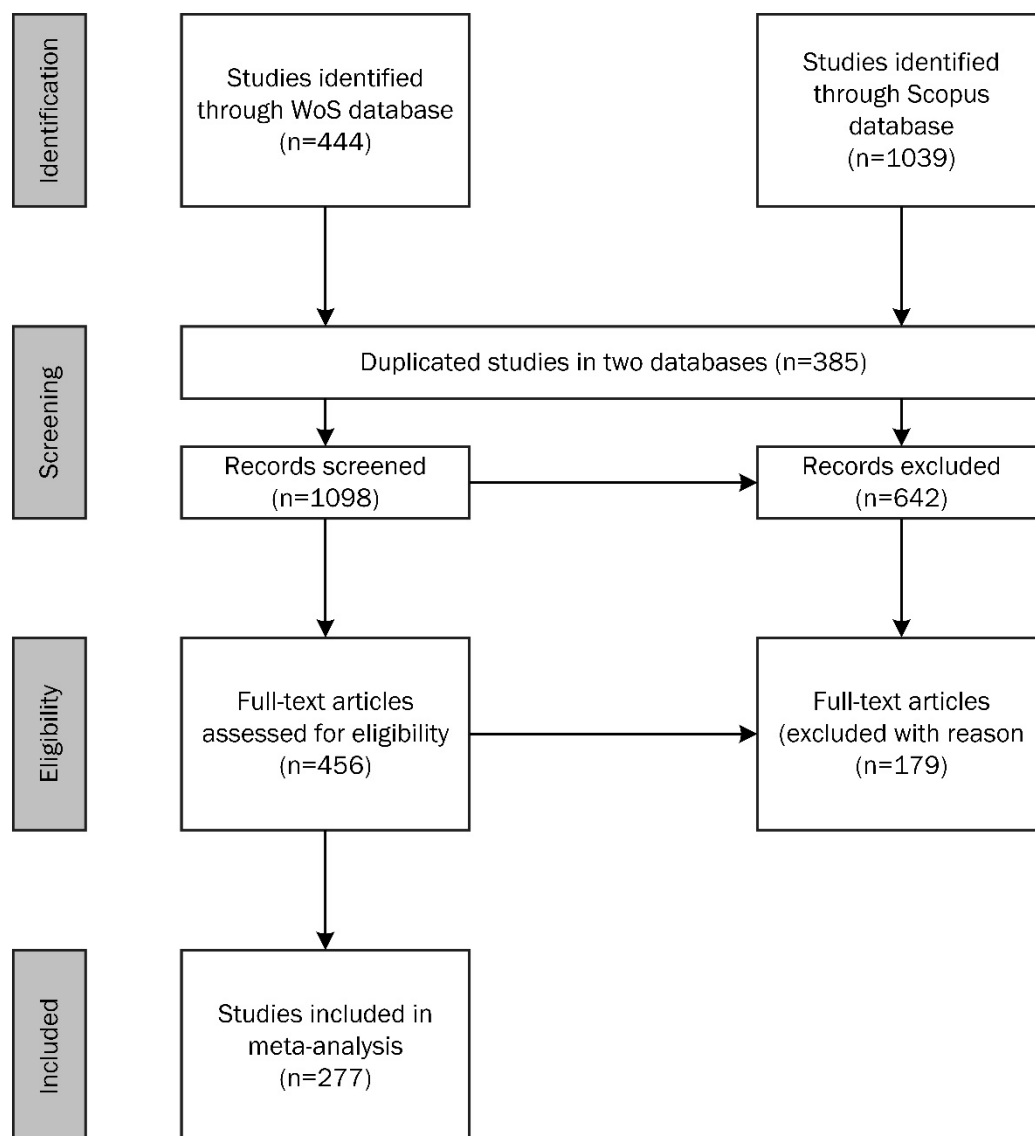 Identification
Studies identified
through WoS database
(n=444)
Studies identified
through Scopus
database
(n=1039)
Screening
Duplicated studies in two databases (n=385)
Records screened
(n=1098)
Records excluded
(n=642)
Eligibility
Full-text articles
assessed for eligibility
(n=456)
Full-text articles
(excluded with reason
(n=179)
Included
Studies included in
meta-analysis
(n=277)